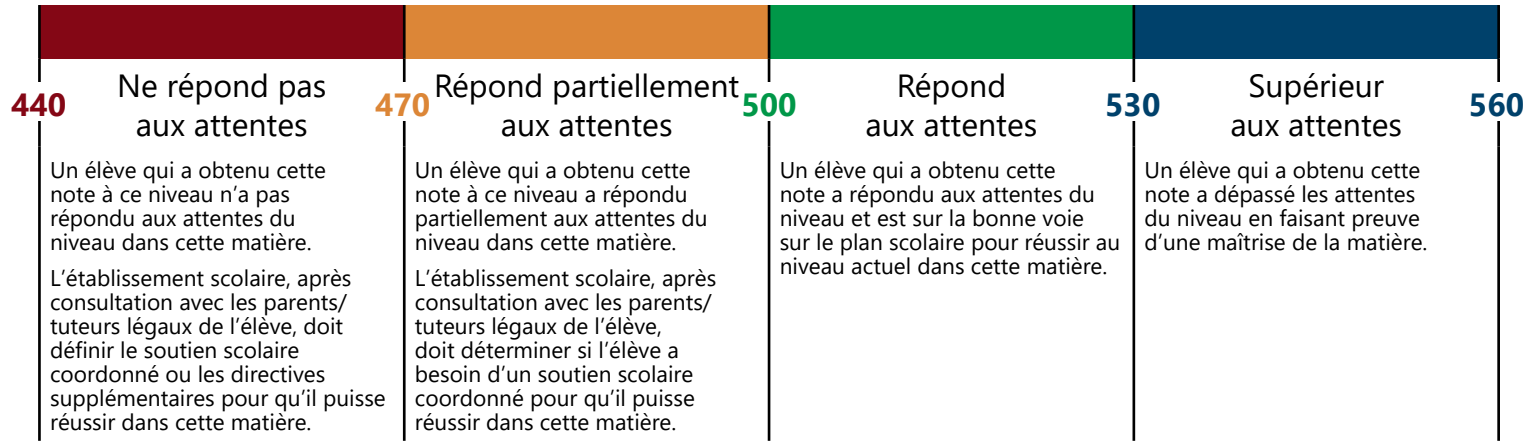 440
Ne répond pas
aux attentes
470
Répond partiellement
aux attentes
500
Répond
aux attentes
530
Supérieur
aux attentes
560
Un élève qui a obtenu cette
note à ce niveau n’a pas
répondu aux attentes du
niveau dans cette matière.
L’établissement scolaire, après
consultation avec les parents/
tuteurs légaux de l’élève, doit
définir le soutien scolaire
coordonné ou les directives
supplémentaires pour qu’il puisse
réussir dans cette matière.
Un élève qui a obtenu cette
note à ce niveau a répondu
partiellement aux attentes du
niveau dans cette matière.
L’établissement scolaire, après
consultation avec les parents/
tuteurs légaux de l’élève,
doit déterminer si l’élève a
besoin d’un soutien scolaire
coordonné pour qu’il puisse
réussir dans cette matière.
Un élève qui a obtenu cette
note a répondu aux attentes du
niveau et est sur la bonne voie
sur le plan scolaire pour réussir au
niveau actuel dans cette matière.
Un élève qui a obtenu cette
note a dépassé les attentes
du niveau en faisant preuve
d’une maîtrise de la matière.